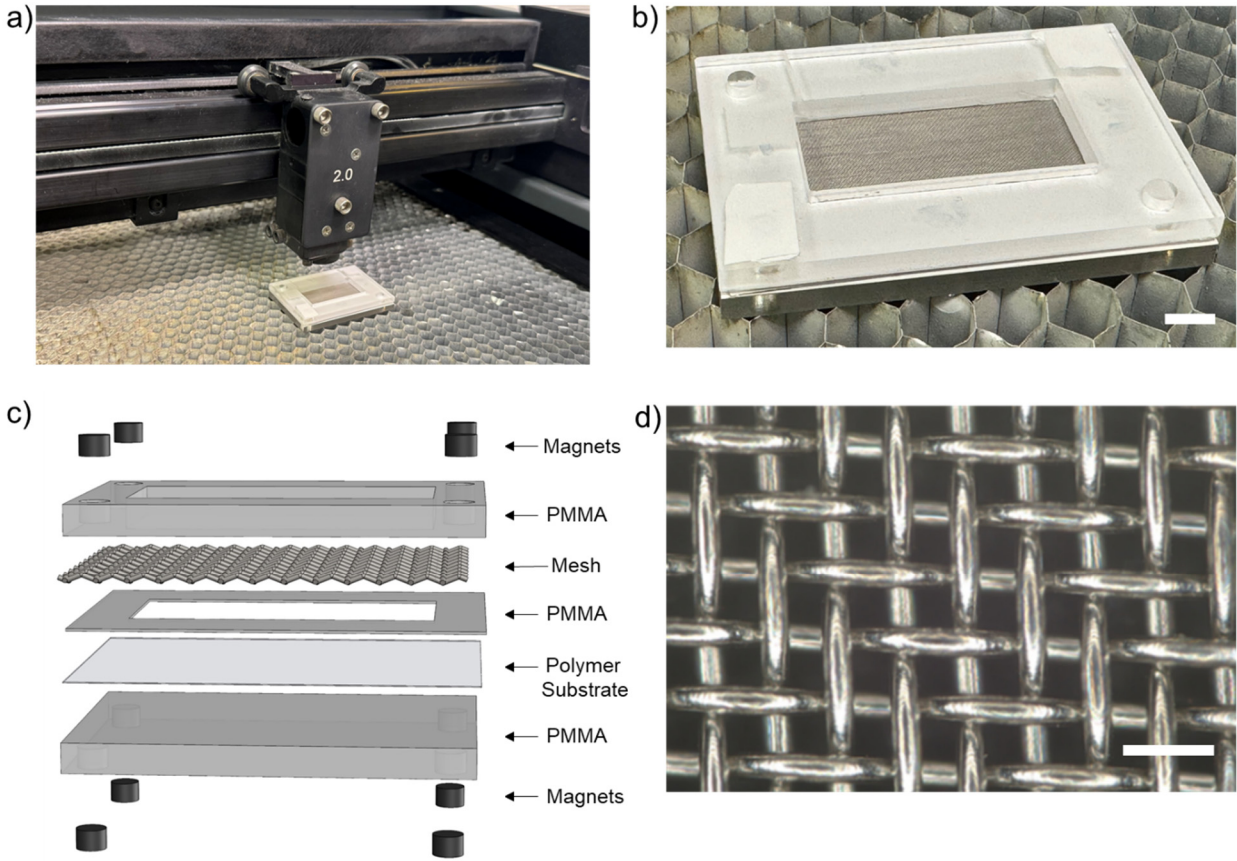 a)
2.0
b)
c)
Magnets
PMMA
Mesh
PMMA
Polymer
Substrate
PMMA
Magnets
d)